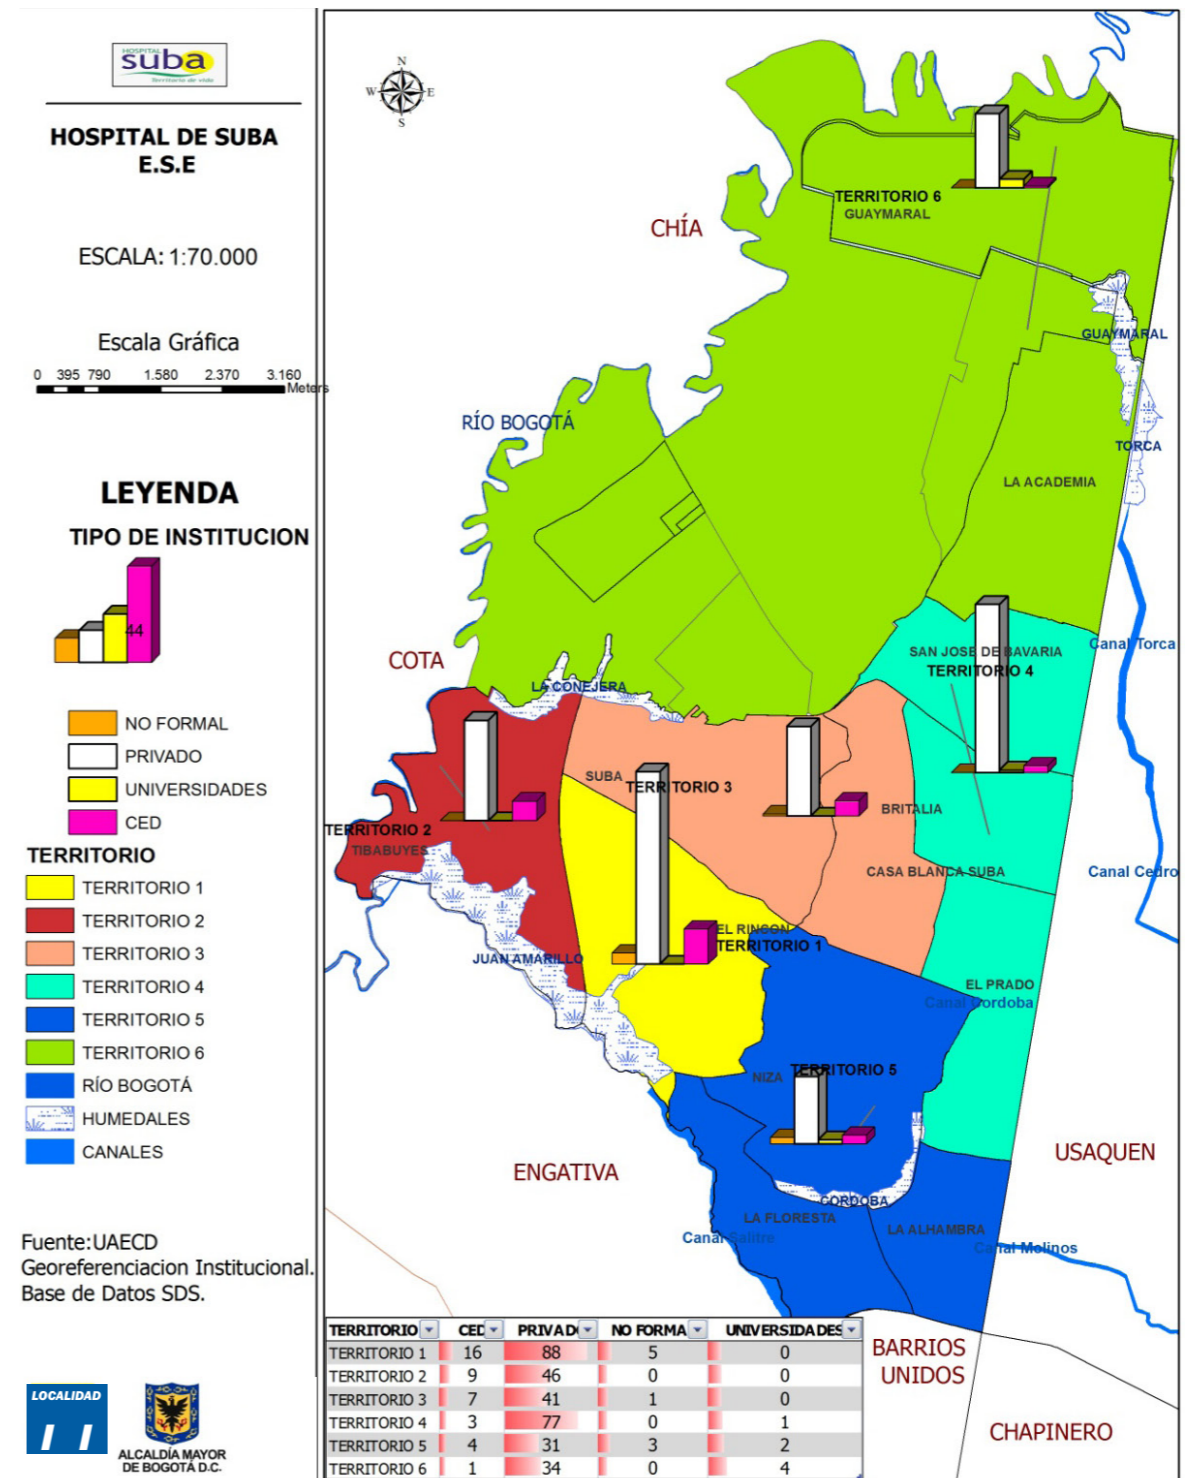 HOSPITAL
suba
Territorio de vida
HOSPITAL DE SUBA
E.S.E
ESCALA: 1:70.000
Escala Gráfica
0 395 790 1.580 2.370 3.160
Meters
LEYENDA
TIPO DE INSTITUCION
44
NO FORMAL
PRIVADO
UNIVERSIDADES
CED
TERRITORIO
TERRITORIO 1
TERRITORIO 2
TERRITORIO 3
TERRITORIO 4
TERRITORIO 5
TERRITORIO 6
RÍO BOGOTÁ
HUMEDALES
CANALES
Fuente:UAECD
Georeferenciacion Institucional.
Base de Datos SDS.
LOCALIDAD
11
ALCALDÍA MAYOR
DE BOGOTÁ D.C.
N
W E
S
TERRITORIO 6
GUAYMARAL
CHÍA
GUAYMARAL
RÍO BOGOTÁ
TORCA
LA ACADEMIA
Canal Torca
SAN JOSE DE BAVARIA
TERRITORIO 4
COTA
LA CONEJERA
SUBA
TERRITORIO 3
BRITALIA
TERRITORIO 2
TIBABUYES
CASA BLANCA SUBA
Canal Cedro
EL RINCON
TERRITORIO 1
JUAN AMARILLO
EL PRADO
Canal Cordoba
NIZA
TERRITORIO 5
USAQUEN
ENGATIVA
CORDOBA
LA FLORESTA
LA ALHAMBRA
Canal Salitre
Canal Molinos
BARRIOS
UNIDOS
CHAPINERO
TERRITORIO CED PRIVADO NO FORMA UNIVERSIDADES
TERRITORIO 1 16 88 5 0
TERRITORIO 2 9 46 0 0
TERRITORIO 3 7 41 1 0
TERRITORIO 4 3 77 0 1
TERRITORIO 5 4 31 3 2
TERRITORIO 6 1 34 0 4